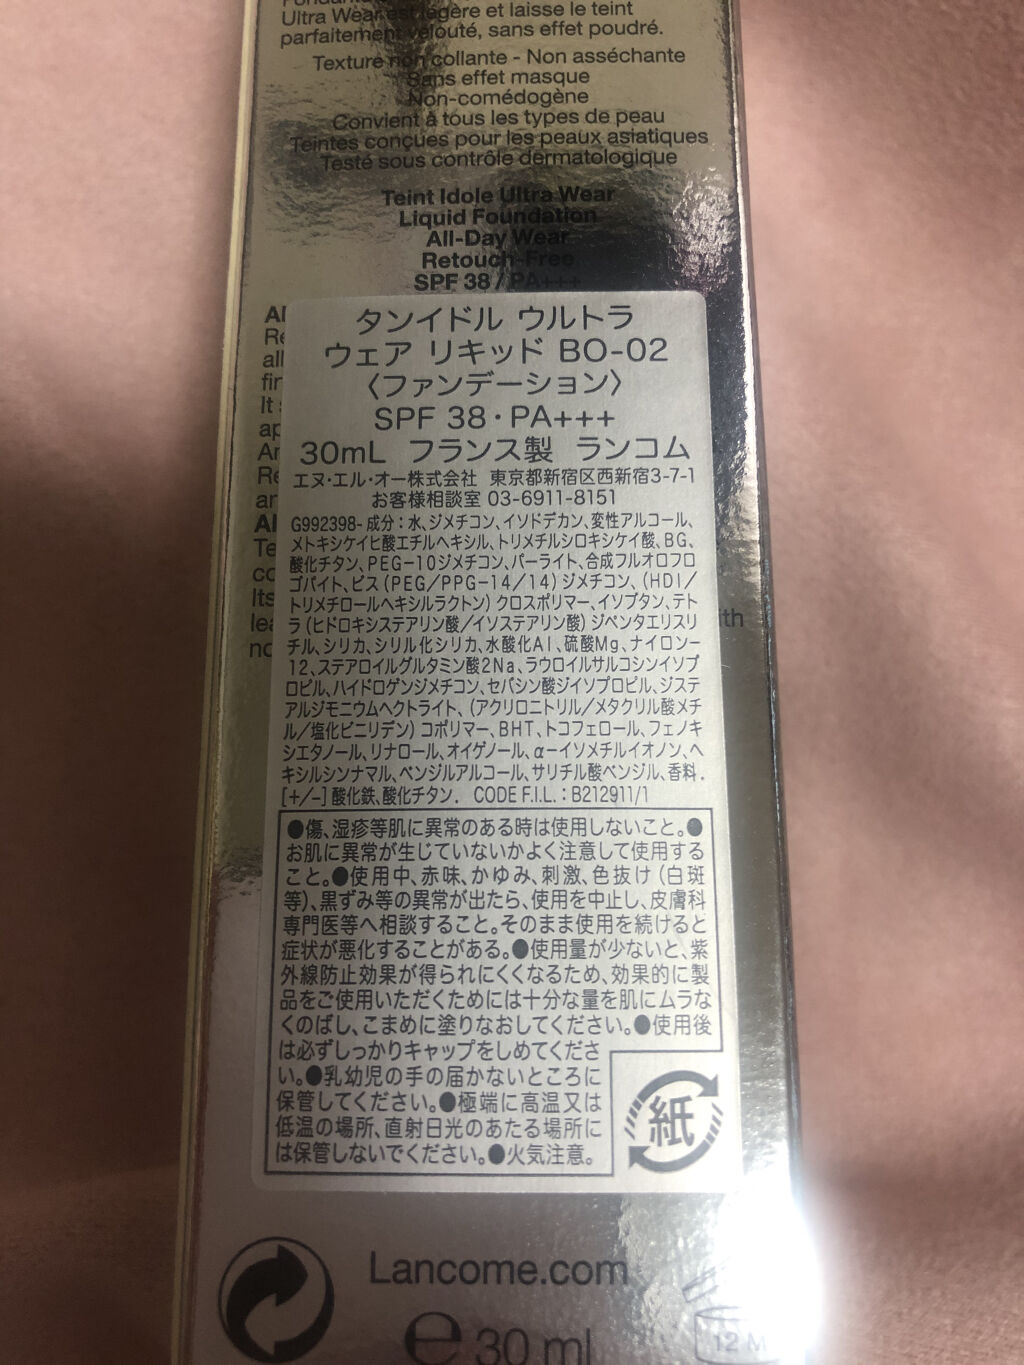 Ultra Wear est légère et laisse le teint
parfaitement velouté, sans effet poudré.
Texture non collante - Non asséchante
Sans effet masque
Non-comédogène
Convient à tous les types de peau
Teintes conçues pour les peaux asiatiques
Testé sous contrôle dermatologique
Teint Idole Ultra Wear
Liquid Foundation
All-Day Wear
Retouch-Free
SPF 38 / PA+++
タンイドル ウルトラ
ウェア リキッド BO-02
〈ファンデーション〉
SPF 38・PA+++
30mL フランス製 ランコム
エヌ・エル・オー株式会社 東京都新宿区西新宿3-7-1
お客様相談室 03-6911-8151
G992398- 成分：水、ジメチコン、イソドデカン、変性アルコール、
メトキシケイヒ酸エチルヘキシル、トリメチルシロキシケイ酸、BG、
酸化チタン、PEG-10ジメチコン、パーライト、合成フルオロフロ
ゴパイト、ビス(PEG/PPG-14/14)ジメチコン、(HDI/
トリメチロールヘキシルラクトン)クロスポリマー、イソブタン、テト
ラ(ヒドロキシステアリン酸/イソステアリン酸)ジペンタエリスリ
チル、シリカ、シリル化シリカ、水酸化Al、硫酸Mg、ナイロン-
12、ステアロイルグルタミン酸2Na、ラウロイルサルコシンイソプ
ロピル、ハイドロゲンジメチコン、セバシン酸ジイソプロピル、ジステ
アルジモニウムヘクトライト、(アクリロニトリル/メタクリル酸メチ
ル/塩化ビニリデン)コポリマー、BHT、トコフェロール、フェノキ
シエタノール、リナロール、オイゲノール、α-イソメチルイオノン、ヘ
キシルシンナマル、ベンジルアルコール、サリチル酸ベンジル、香料.
[+/-]酸化鉄、酸化チタン. CODE F.I.L. : B212911/1
●傷、湿疹等肌に異常のある時は使用しないこと。●
お肌に異常が生じていないかよく注意して使用する
こと。●使用中、赤味、かゆみ、刺激、色抜け(白斑
等)、黒ずみ等の異常が出たら、使用を中止し、皮膚科
専門医等へ相談すること。そのまま使用を続けると
症状が悪化することがある。●使用量が少ないと、紫
外線防止効果が得られにくくなるため、効果的に製
品をご使用いただくためには十分な量を肌にムラな
くのばし、こまめに塗りなおしてください。●使用後
は必ずしっかりキャップをしめてくださ
い。●乳幼児の手の届かないところに
保管してください。●極端に高温又は
低温の場所、直射日光のあたる場所に
は保管しないでください。●火気注意。
紙
Lancome.com
e 30 ml
12 M